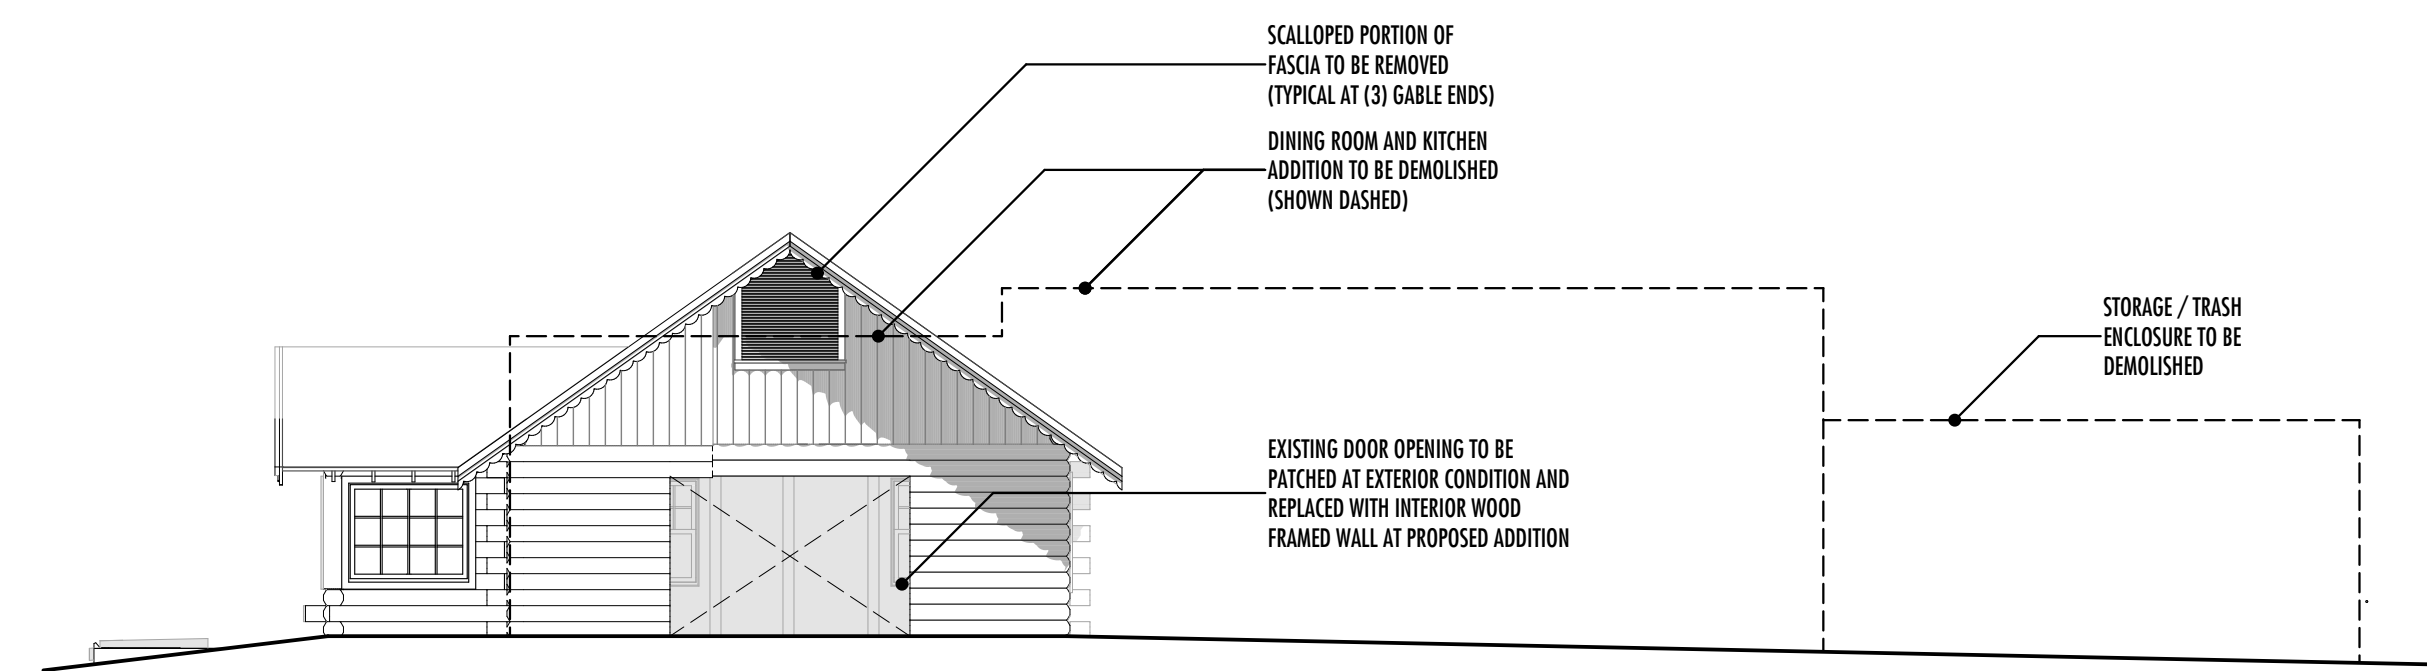 SCALLOPED PORTION OF
FASCIA TO BE REMOVED
(TYPICAL AT (3) GABLE ENDS)
DINING ROOM AND KITCHEN
ADDITION TO BE DEMOLISHED
(SHOWN DASHED)
STORAGE / TRASH
ENCLOSURE TO BE
DEMOLISHED
EXISTING DOOR OPENING TO BE
PATCHED AT EXTERIOR CONDITION AND
REPLACED WITH INTERIOR WOOD
FRAMED WALL AT PROPOSED ADDITION